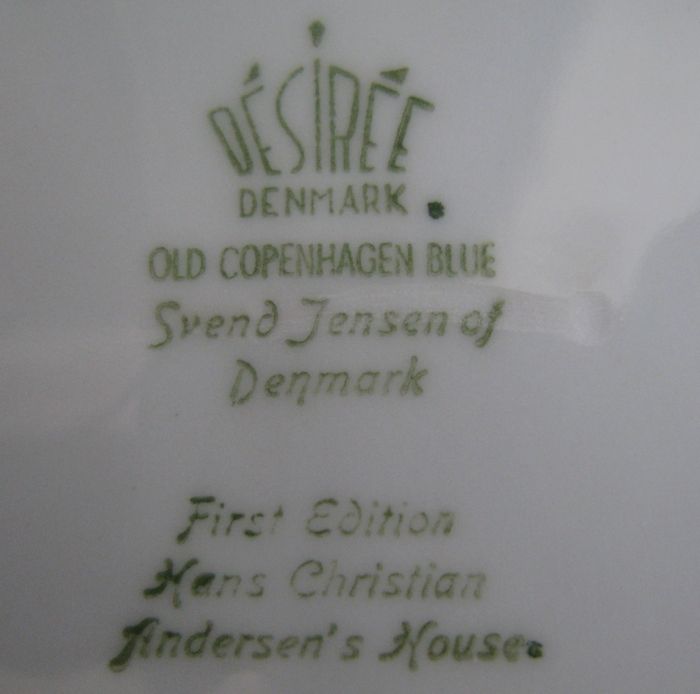 DÉSIRÉE
DENMARK
OLD COPENHAGEN BLUE
Svend Jensen of
Denmark
First Edition
Hans Christian
Andersen's House